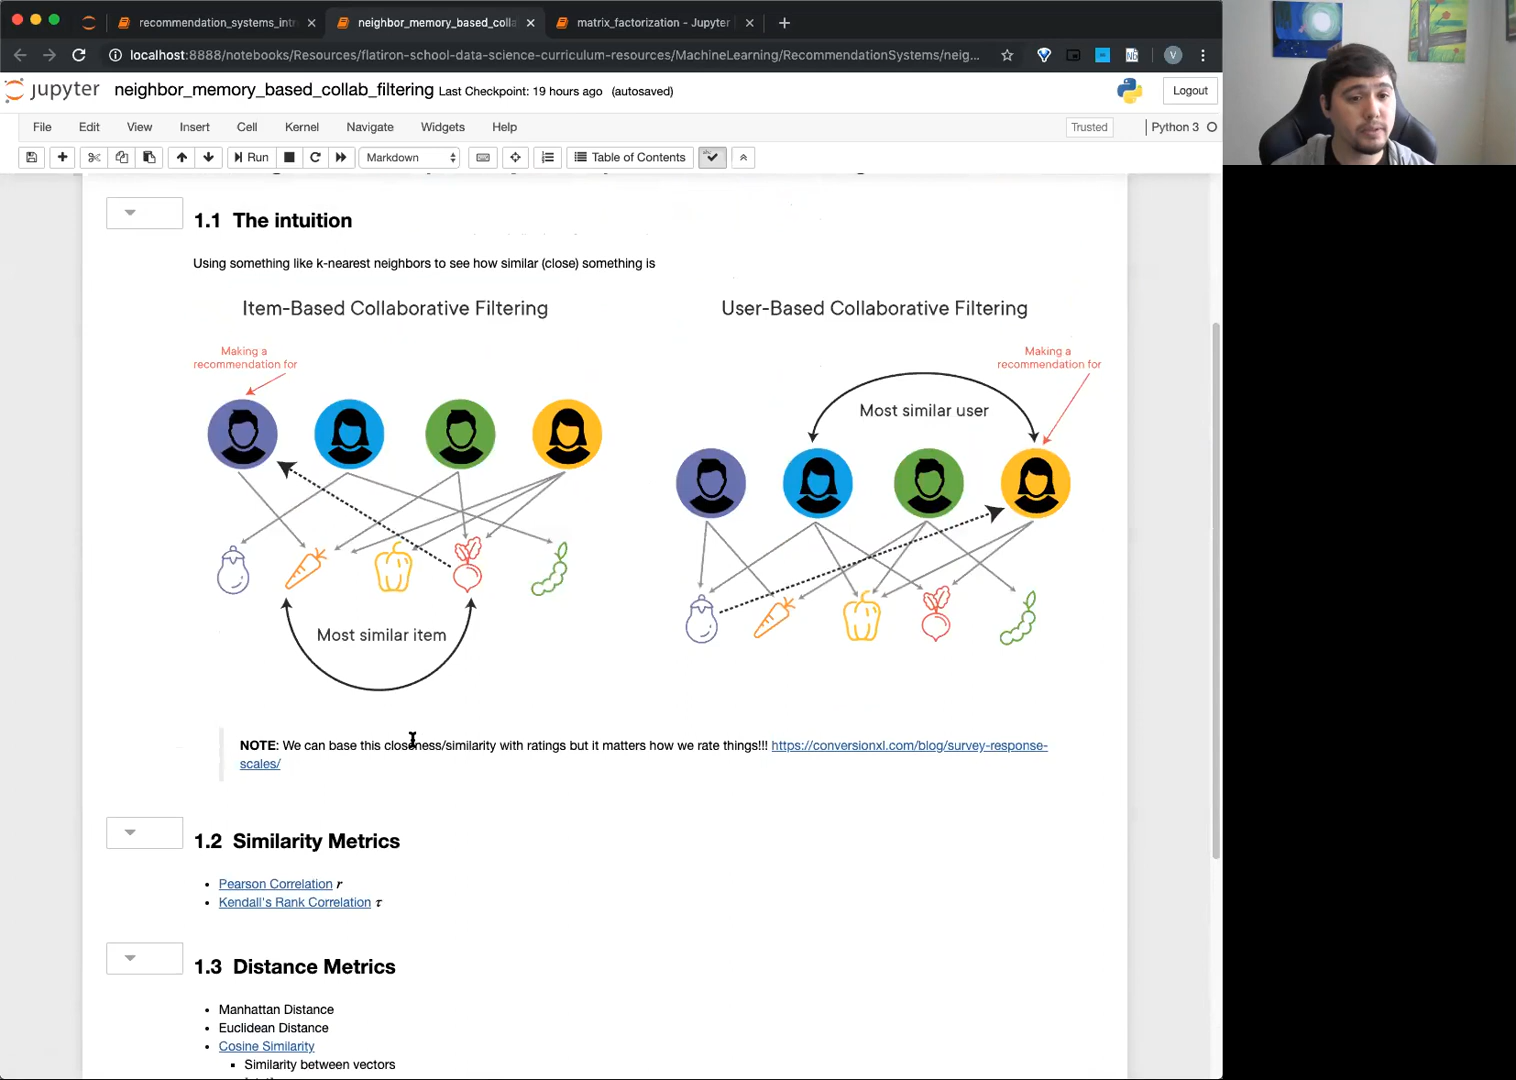 recommendation_systems_intr
neighbor_memory_based_colla
matrix_factorization - Jupyter
localhost:8888/notebooks/Resources/flatiron-school-data-science-curriculum-resources/MachineLearning/RecommendationSystems/neig...
V
jupyter neighbor_memory_based_collab_filtering Last Checkpoint: 19 hours ago (autosaved)
Logout
File Edit View Insert Cell Kernel Navigate Widgets Help
Trusted
Python 3
Run Markdown Table of Contents
1.1 The intuition
Using something like k-nearest neighbors to see how similar (close) something is
Item-Based Collaborative Filtering
Making a
recommendation for
Most similar item
User-Based Collaborative Filtering
Making a
recommendation for
Most similar user
NOTE: We can base this closeness/similarity with ratings but it matters how we rate things!!! https://conversionxl.com/blog/survey-response-
scales/
1.2 Similarity Metrics
• Pearson Correlation r
• Kendall's Rank Correlation τ
1.3 Distance Metrics
• Manhattan Distance
• Euclidean Distance
• Cosine Similarity
▪ Similarity between vectors